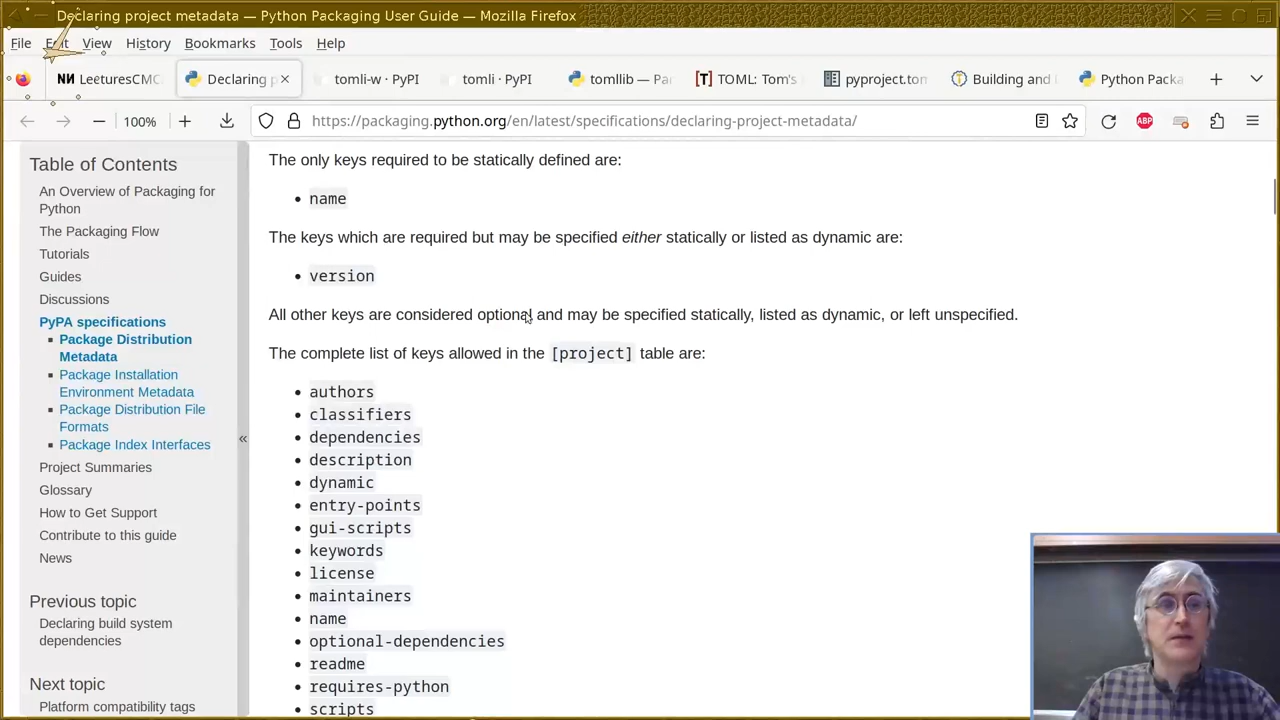 Declaring project metadata — Python Packaging User Guide — Mozilla Firefox
File Edit View History Bookmarks Tools Help
LeeturesCMC Declaring p tomli-w · PyPI tomli · PyPI tomllib — Par TOML: Tom's pyproject.tom Building and Python Packa
100% https://packaging.python.org/en/latest/specifications/declaring-project-metadata/ ABP
Table of Contents
An Overview of Packaging for
Python
The Packaging Flow
Tutorials
Guides
Discussions
PyPA specifications
Package Distribution
Metadata
Package Installation
Environment Metadata
Package Distribution File
Formats
Package Index Interfaces
Project Summaries
Glossary
How to Get Support
Contribute to this guide
News
Previous topic
Declaring build system
dependencies
Next topic
Platform compatibility tags
«
The only keys required to be statically defined are:
• name
The keys which are required but may be specified either statically or listed as dynamic are:
• version
All other keys are considered optional and may be specified statically, listed as dynamic, or left unspecified.
The complete list of keys allowed in the [project] table are:
• authors
• classifiers
• dependencies
• description
• dynamic
• entry-points
• gui-scripts
• keywords
• license
• maintainers
• name
• optional-dependencies
• readme
• requires-python
• scripts